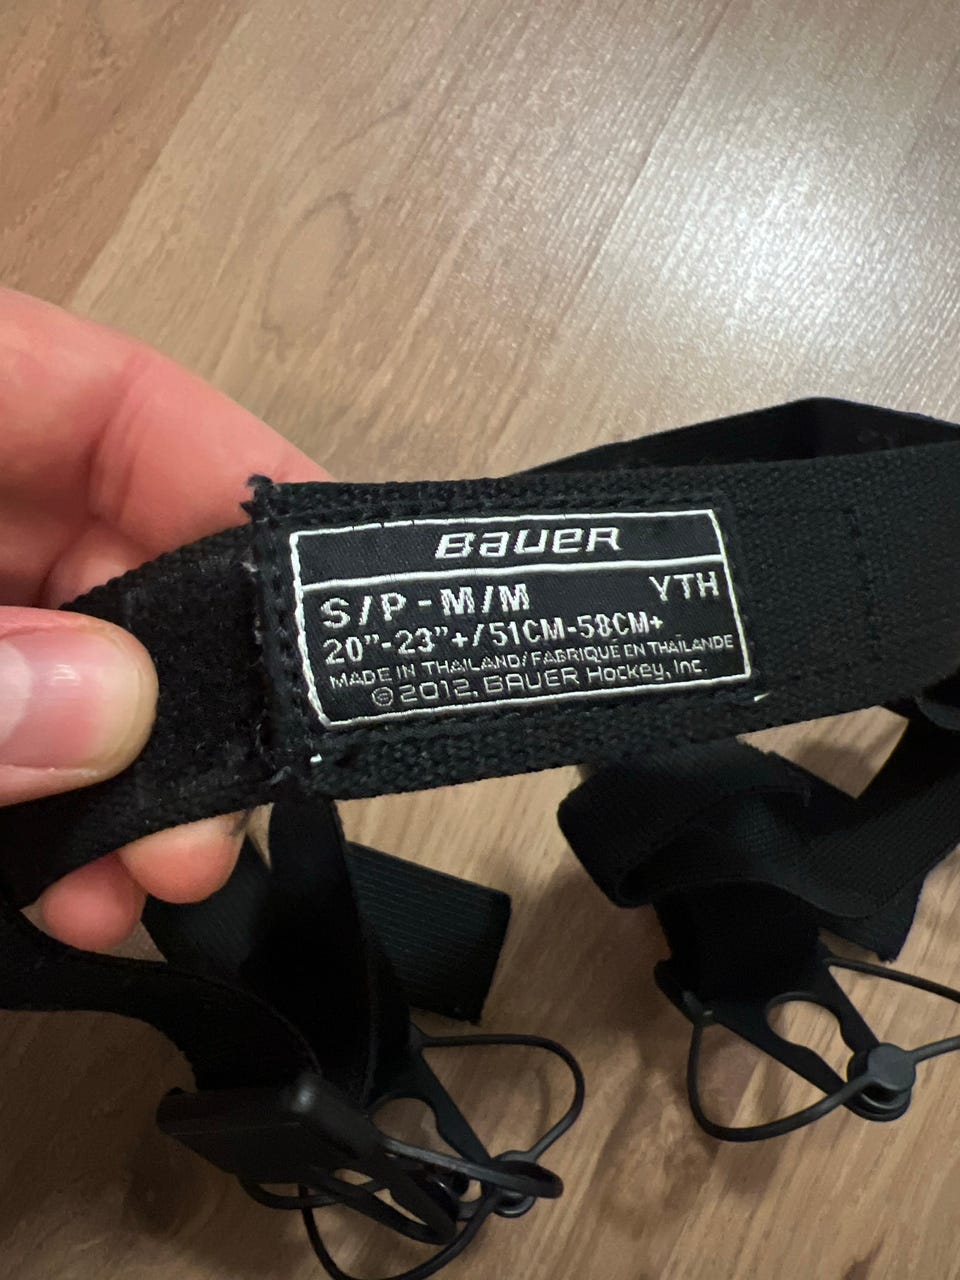 BAUER
S/P - M/M YTH
20"-23"+/51CM-58CM+
MADE IN THAILAND/FABRIQUE EN THAÏLANDE
© 2012, BAUER Hockey, Inc.